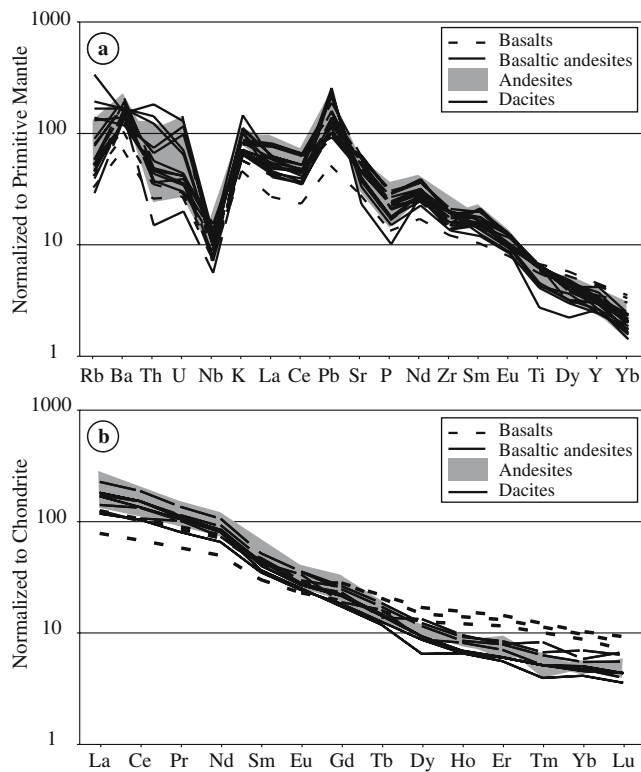 1000
a
Basalts
Basaltic andesites
Andesites
Dacites
100
10
1
Normalized to Primitive Mantle
Rb Ba Th U Nb K La Ce Pb Sr P Nd Zr Sm Eu Ti Dy Y Yb
1000
b
Basalts
Basaltic andesites
Andesites
Dacites
100
10
1
Normalized to Chondrite
La Ce Pr Nd Sm Eu Gd Tb Dy Ho Er Tm Yb Lu